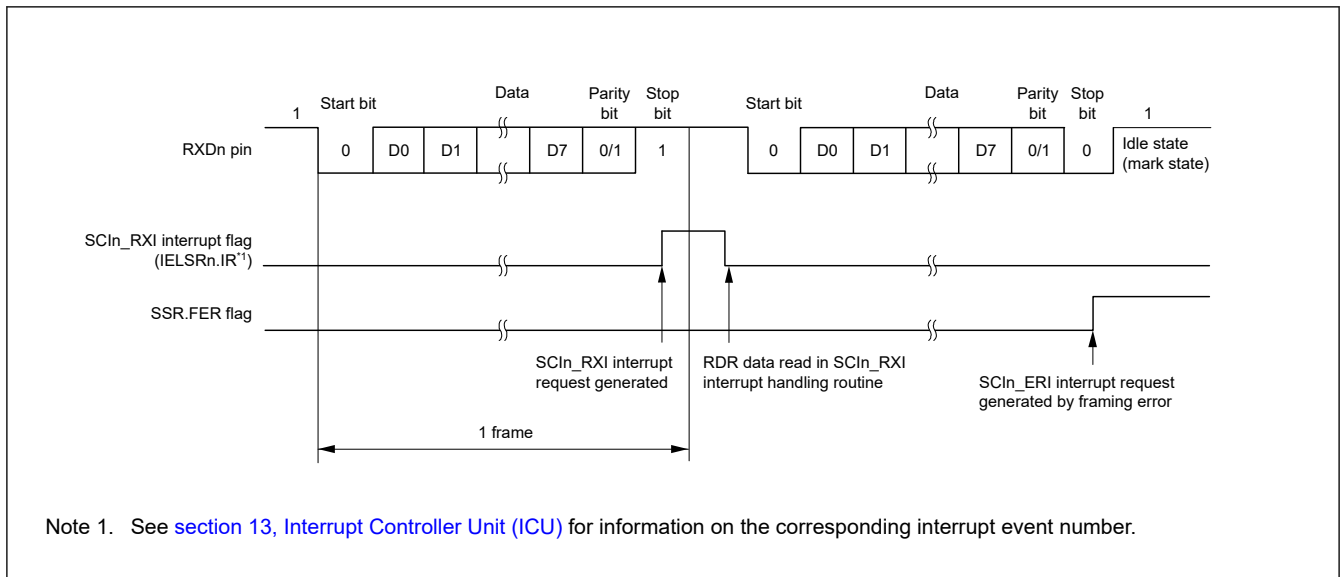 1
Start bit
Data
Parity bit
Stop bit
Start bit
Data
Parity bit
Stop bit
1
RXDn pin
0
D0
D1
D7
0/1
1
0
D0
D1
D7
0/1
0
Idle state
(mark state)
SCIn_RXI interrupt flag
(IELSRn.IR*1)
SSR.FER flag
SCIn_RXI interrupt
request generated
RDR data read in SCIn_RXI
interrupt handling routine
SCIn_ERI interrupt request
generated by framing error
1 frame
Note 1. See section 13, Interrupt Controller Unit (ICU) for information on the corresponding interrupt event number.